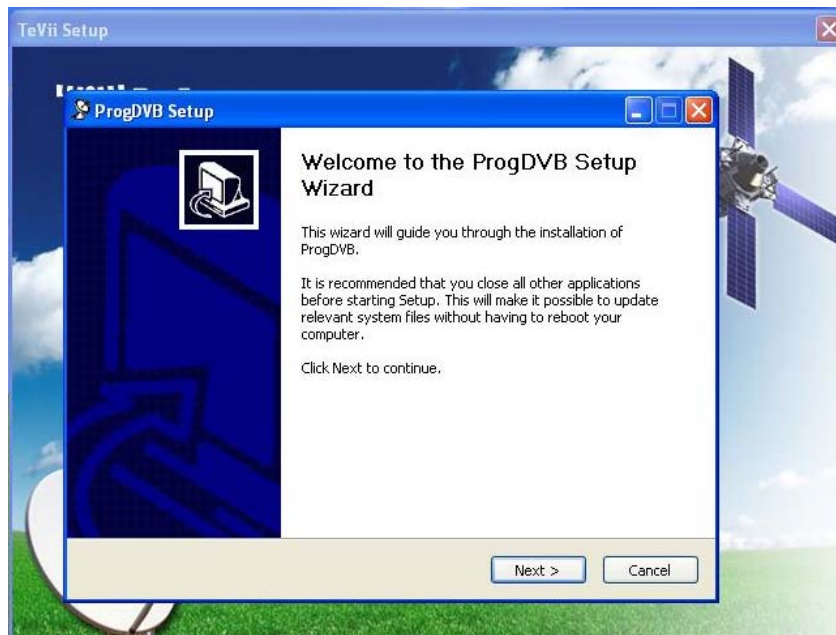 TeVii Setup
ProgDVB Setup
Welcome to the ProgDVB Setup
Wizard
This wizard will guide you through the installation of
ProgDVB.
It is recommended that you close all other applications
before starting Setup. This will make it possible to update
relevant system files without having to reboot your
computer.
Click Next to continue.
Next >
Cancel